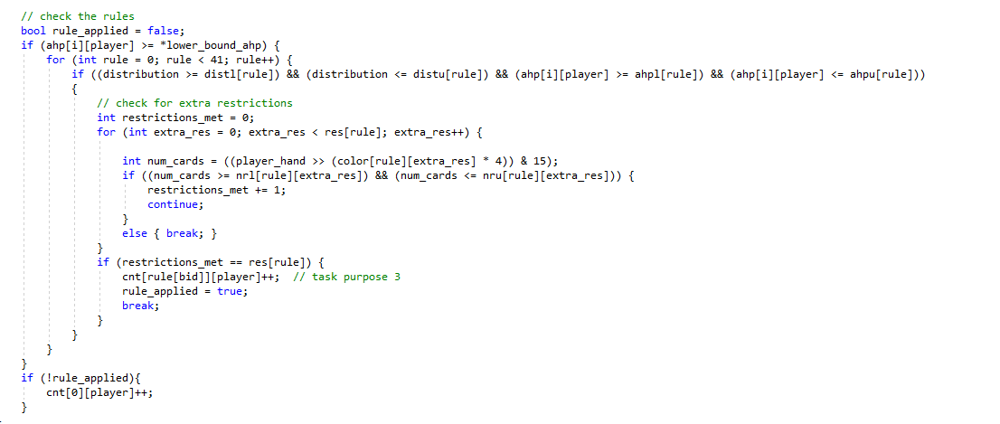 // check the rules
bool rule_applied = false;
if (ahp[i][player] >= *lower_bound_ahp) {
for (int rule = 0; rule < 41; rule++) {
if ((distribution >= distl[rule]) && (distribution <= distu[rule]) && (ahp[i][player] >= ahpl[rule]) && (ahp[i][player] <= ahpu[rule]))
{
// check for extra restrictions
int restrictions_met = 0;
for (int extra_res = 0; extra_res < res[rule]; extra_res++) {
int num_cards = ((player_hand >> (color[rule][extra_res] * 4)) & 15);
if ((num_cards >= nrl[rule][extra_res]) && (num_cards <= nru[rule][extra_res])) {
restrictions_met += 1;
continue;
}
else { break; }
}
if (restrictions_met == res[rule]) {
cnt[rule[bid]][player]++; // task purpose 3
rule_applied = true;
break;
}
}
}
}
if (!rule_applied){
cnt[0][player]++;
}